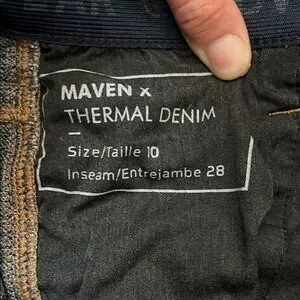 MAVEN X
THERMAL DENIM
Size/Taille 10
Inseam/Entrejambe 28